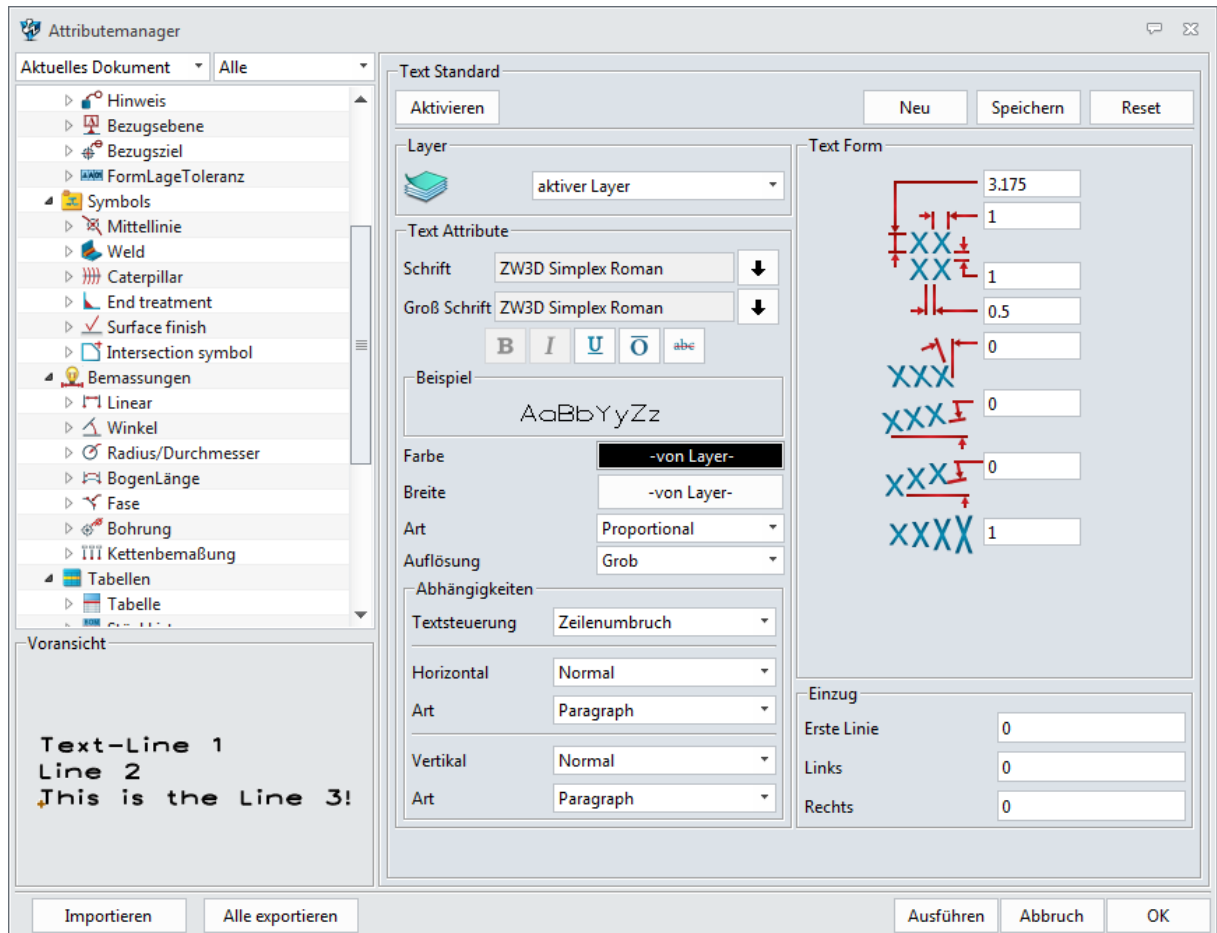 Attributemanager
Aktuelles Dokument
Alle
Hinweis
Bezugsebene
Bezugsziel
FormLageToleranz
Symbols
Mittellinie
Weld
Caterpillar
End treatment
Surface finish
Intersection symbol
Bemassungen
Linear
Winkel
Radius/Durchmesser
BogenLänge
Fase
Bohrung
Kettenbemaßung
Tabellen
Tabelle
Voransicht
Text-Line 1
Line 2
This is the Line 3!
Text Standard
Aktivieren
Neu
Speichern
Reset
Layer
aktiver Layer
Text Attribute
Schrift
ZW3D Simplex Roman
Groß Schrift
ZW3D Simplex Roman
B I U O abc
Beispiel
AaBbYyZz
Farbe
-von Layer-
Breite
-von Layer-
Art
Proportional
Auflösung
Grob
Abhängigkeiten
Textsteuerung
Zeilenumbruch
Horizontal
Normal
Art
Paragraph
Vertikal
Normal
Art
Paragraph
Text Form
3.175
1
XX
XX
1
0.5
0
XXX
0
XXX
0
XXX
XXXX
1
Einzug
Erste Linie
0
Links
0
Rechts
0
Importieren
Alle exportieren
Ausführen
Abbruch
OK